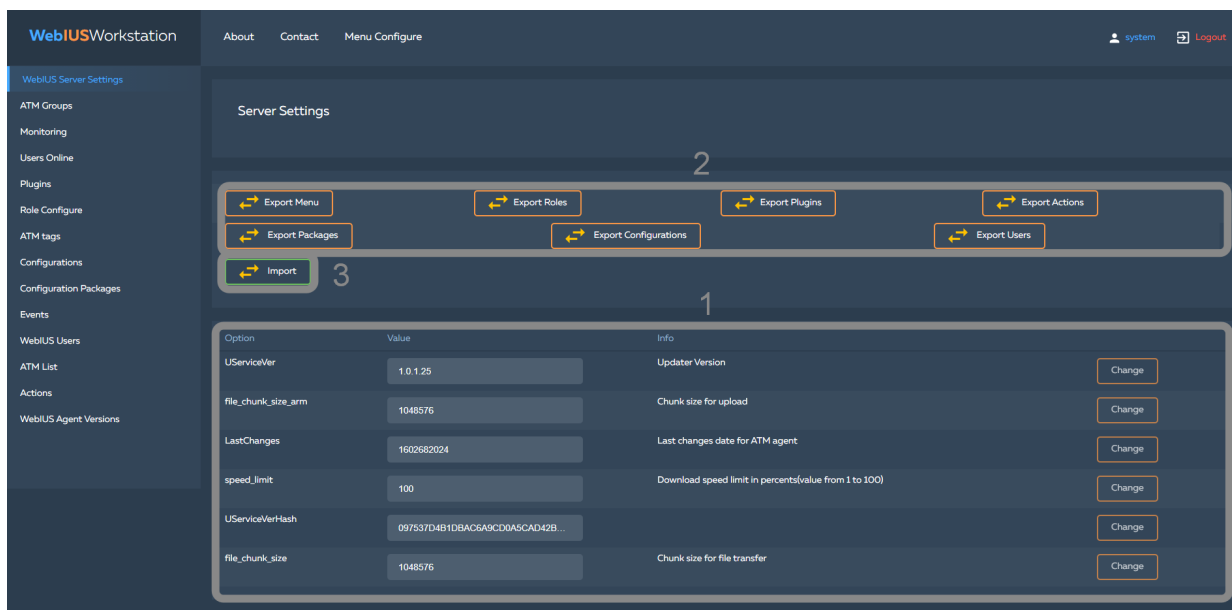 WebIUSWorkstation About Contact Menu Configure system Logout
WebIUS Server Settings
ATM Groups
Monitoring
Users Online
Plugins
Role Configure
ATM tags
Configurations
Configuration Packages
Events
WebIUS Users
ATM List
Actions
WebIUS Agent Versions
Server Settings
2
Export Menu Export Roles Export Plugins Export Actions
Export Packages Export Configurations Export Users
Import 3
1
Option Value Info
UServiceVer 1.0.1.25 Updater Version Change
file_chunk_size_arm 1048576 Chunk size for upload Change
LastChanges 1602682024 Last changes date for ATM agent Change
speed_limit 100 Download speed limit in percents(value from 1 to 100) Change
UServiceVerHash 097537D4B1DBAC6A9CD0A5CAD42B... Change
file_chunk_size 1048576 Chunk size for file transfer Change